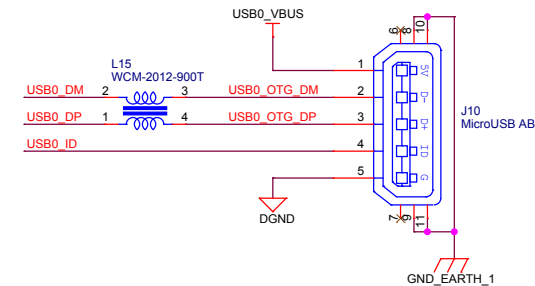 USB0_VBUS
6 8 10
L15
WCM-2012-900T
1 5V
USB0_DM 2 3 USB0_OTG_DM 2 D-
J10
MicroUSB AB
USB0_DP 1 4 USB0_OTG_DP 3 D+
USB0_ID 4 ID
5 G
DGND
7 9 11
GND_EARTH_1